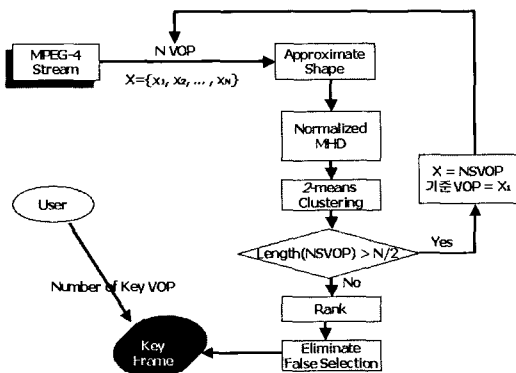 MPEG-4
Stream
N VOP
X={x₁, x₂, ... , xN}
Approximate
Shape
Normalized
MHD
2-means
Clustering
X = NSVOP
기준 VOP = X₁
User
Length(NSVOP) > N/2
Yes
No
Number of Key VOP
Rank
Key
Frame
Eliminate
False Selection